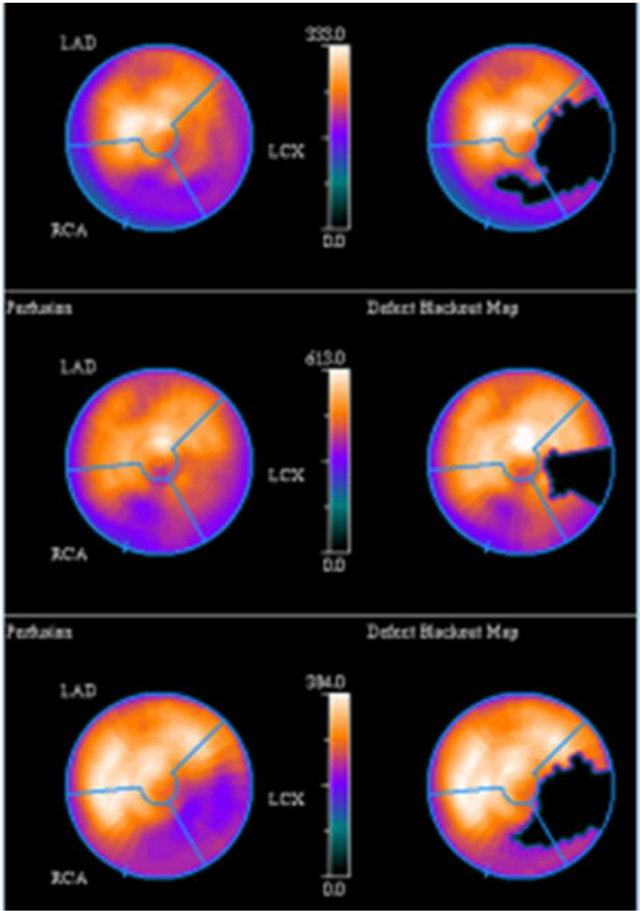 LAD
333.0
LCX
RCA
0.0
Perfusion
Defect Blackout Map
LAD
613.0
LCX
RCA
0.0
Perfusion
Defect Blackout Map
LAD
384.0
LCX
RCA
0.0